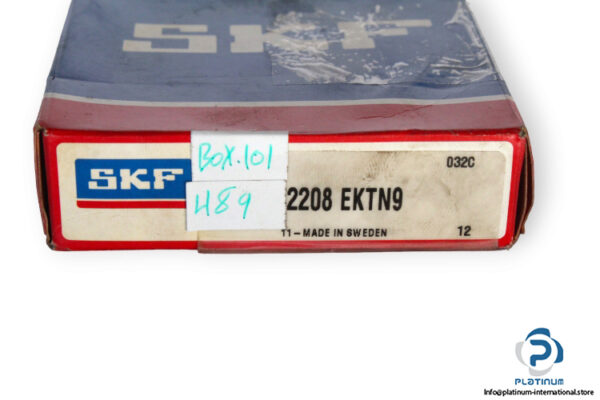 SKF
SKF
BOX.101
489
2208 EKTN9
032C
11-MADE IN SWEDEN
12
PLATINUM
Info@platinum-international.store